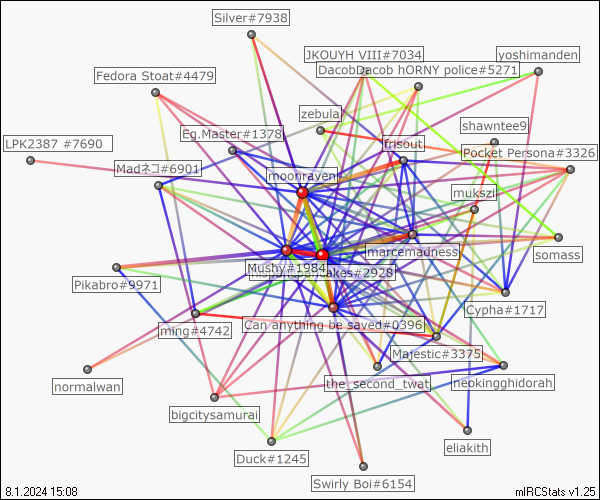 Silver#7938
JKOUYH VIII#7034
yoshimanden
DacobDacob hORNY police#5271
Fedora Stoat#4479
zebula
shawntee9
Eg.Master#1378
frisout
LPK2387 #7690
Pocket Persona#3326
Madネコ#6901
moonraven
mukszi
marcemadness
somass
Mushy#1984
cakes#2928
Pikabro#9971
Cypha#1717
Can anything be saved#0396
ming#4742
Majestic#3375
the_second_twat
neokingghidorah
normalwan
bigcitysamurai
eliakith
Duck#1245
Swirly Boi#6154
8.1.2024 15:08
mIRCStats v1.25